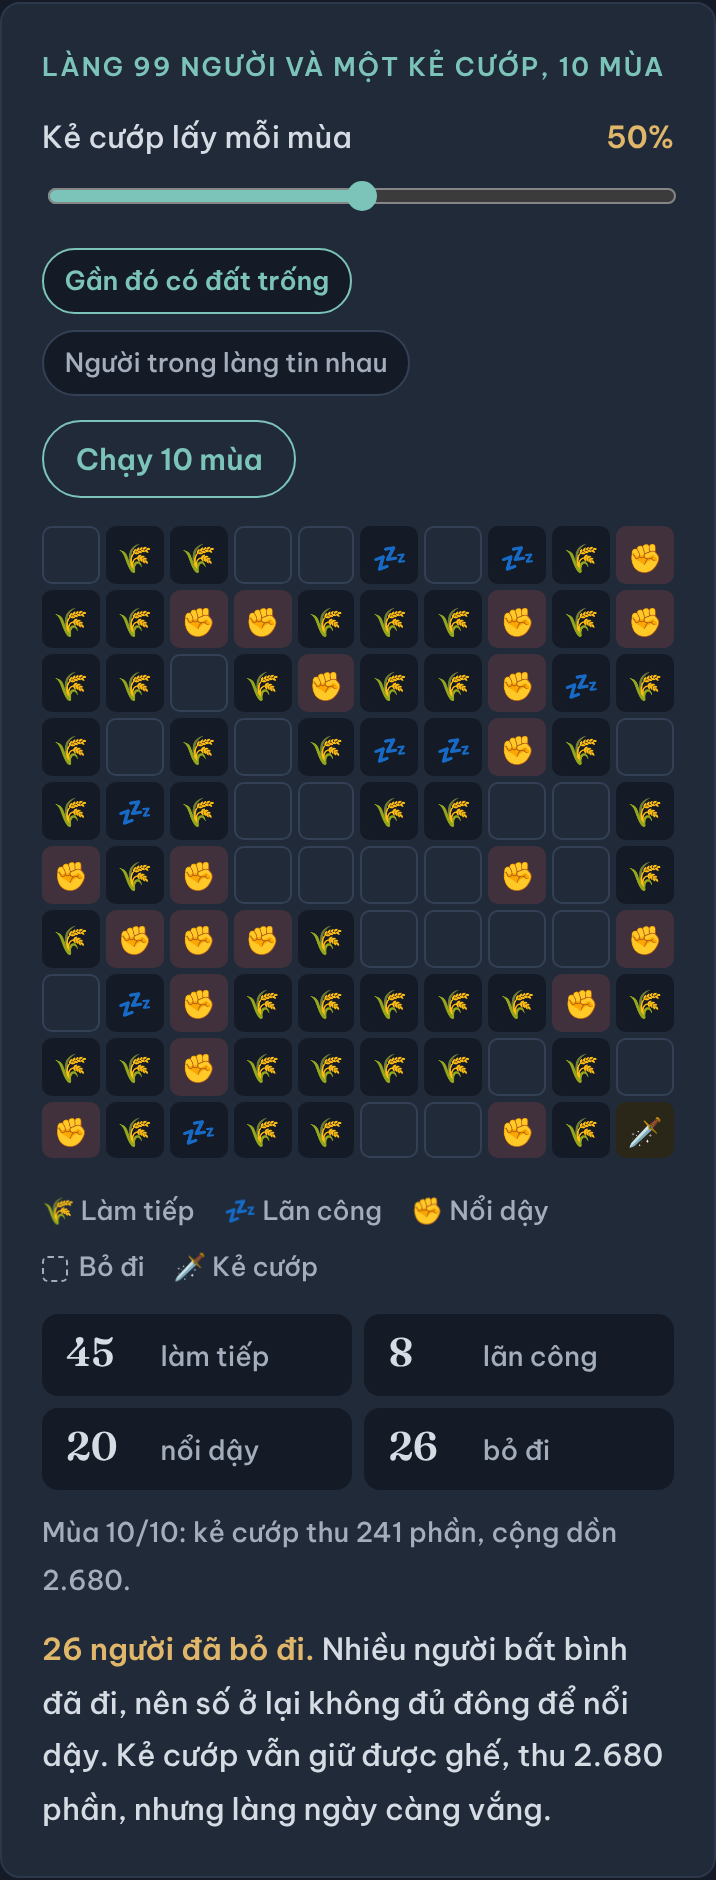 LÀNG 99 NGƯỜI VÀ MỘT KẺ CƯỚP, 10 MÙA
Kẻ cướp lấy mỗi mùa 50%
Gần đó có đất trống
Người trong làng tin nhau
Chạy 10 mùa
Làm tiếp Lãn công Nổi dậy
Bỏ đi Kẻ cướp
45 làm tiếp 8 lãn công
20 nổi dậy 26 bỏ đi
Mùa 10/10: kẻ cướp thu 241 phần, cộng dồn
2.680.
26 người đã bỏ đi. Nhiều người bất bình
đã đi, nên số ở lại không đủ đông để nổi
dậy. Kẻ cướp vẫn giữ được ghế, thu 2.680
phần, nhưng làng ngày càng vắng.